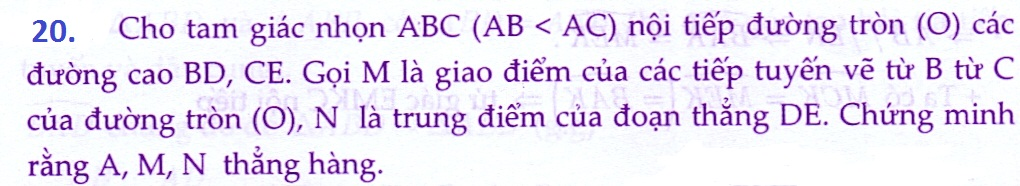 20. Cho tam giác nhọn ABC (AB < AC) nội tiếp đường tròn (O) các
đường cao BD, CE. Gọi M là giao điểm của các tiếp tuyến vẽ từ B từ C
của đường tròn (O), N là trung điểm của đoạn thẳng DE. Chứng minh
rằng A, M, N thẳng hàng.